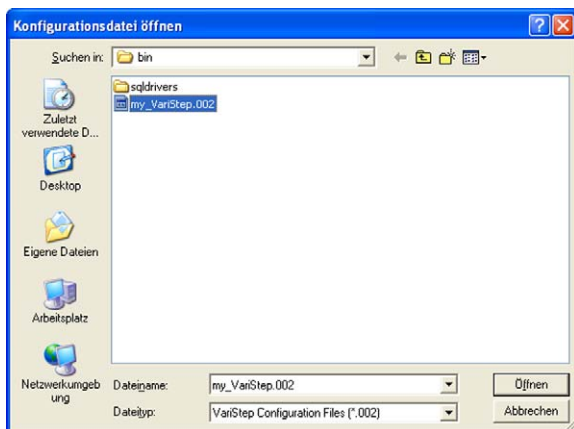 Konfigurationsdatei öffnen
Suchen in:
bin
Zuletzt
verwendete D...
Desktop
Eigene Dateien
Arbeitsplatz
Netzwerkumgeb
ung
sqldrivers
my_VariStep.002
Dateiname:
my_VariStep.002
Öffnen
Dateityp:
VariStep Configuration Files (*.002)
Abbrechen